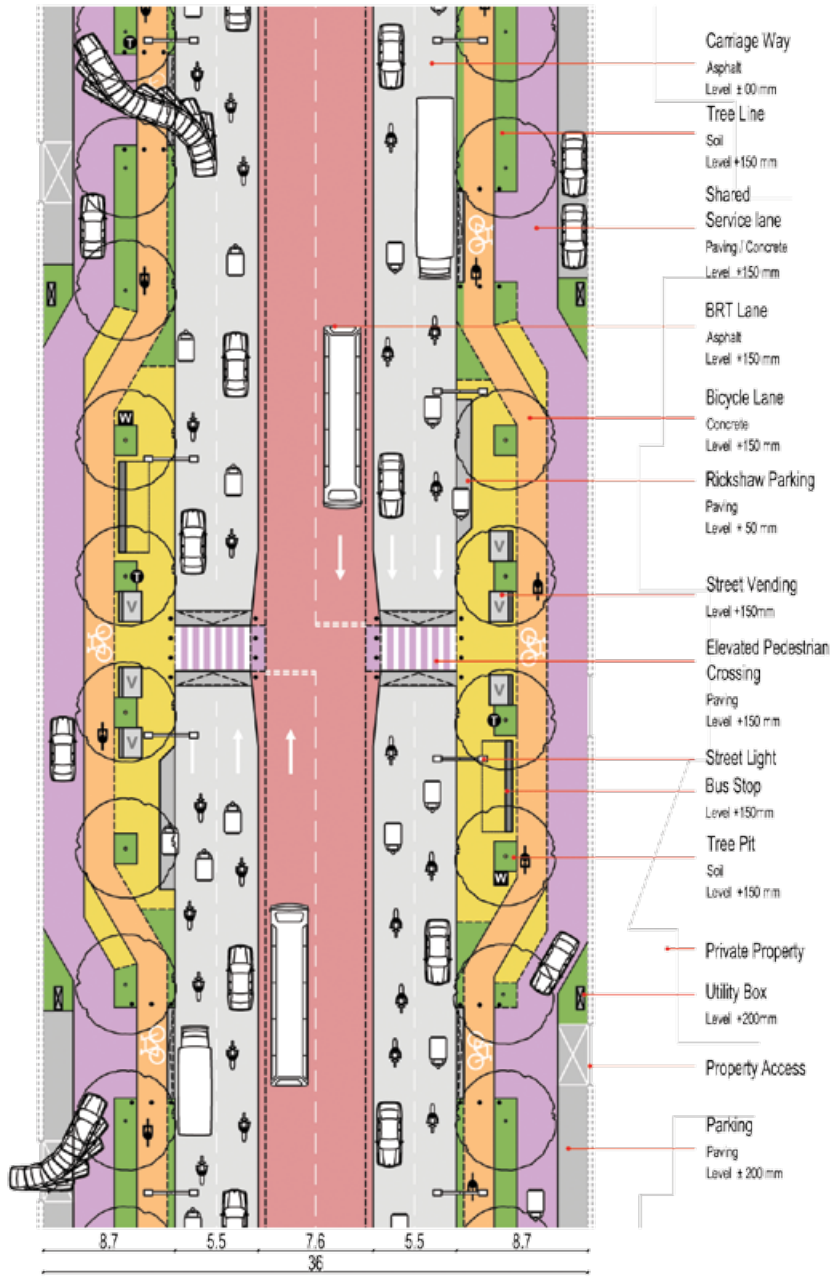 Carriage Way
Asphalt
Level ± 00 mm
Tree Line
Soil
Level +150 mm
Shared
Service lane
Paving / Concrete
Level +150 mm
BRT Lane
Asphalt
Level +150 mm
Bicycle Lane
Concrete
Level +150 mm
Rickshaw Parking
Paving
Level + 50 mm
Street Vending
Level +150mm
Elevated Pedestrian
Crossing
Paving
Level +150 mm
Street Light
Bus Stop
Level +150mm
Tree Pit
Soil
Level +150 mm
Private Property
Utility Box
Level +200mm
Property Access
Parking
Paving
Level ± 200 mm
T
W
V
T
V
V
V
V
V
V
T
V
W
8.7
5.5
7.6
5.5
8.7
36